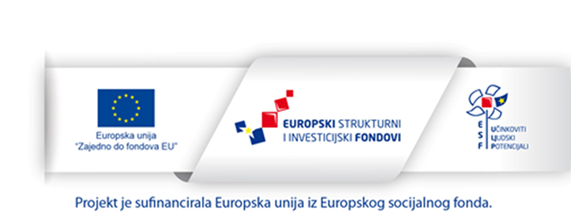 Europska unija
"Zajedno do fondova EU"
EUROPSKI STRUKTURNI
I INVESTICIJSKI FONDOVI
ESF
UČINKOVITI
LJUDSKI
POTENCIJALI
Projekt je sufinancirala Europska unija iz Europskog socijalnog fonda.